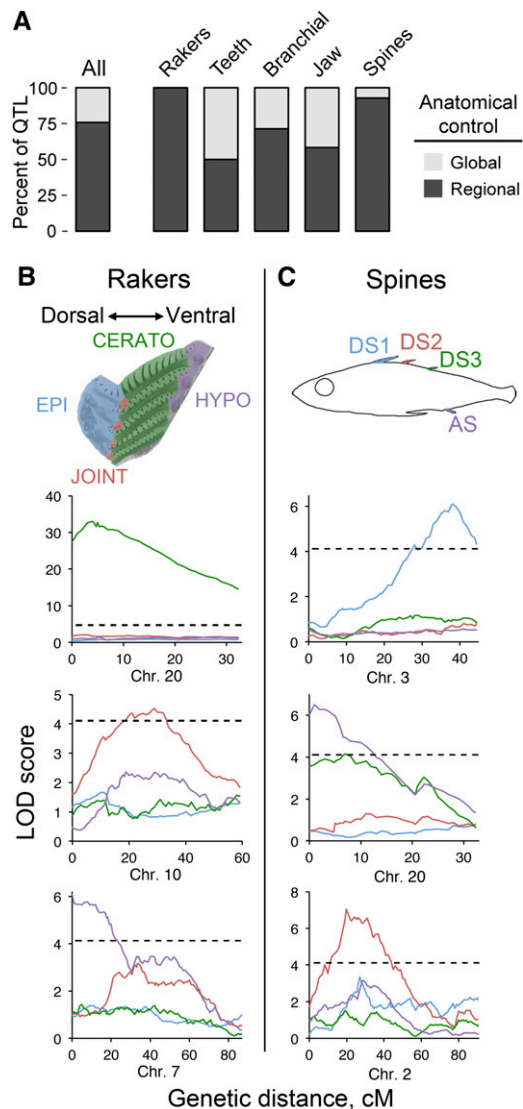 A
All
Rakers
Teeth
Branchial
Jaw
Spines
Percent of QTL
100
75
50
25
0
Anatomical
control
Global
Regional
B
Rakers
Dorsal Ventral
CERATO
EPI
HYPO
JOINT
C
Spines
DS1
DS2
DS3
AS
LOD score
40
30
20
10
0
0 10 20 30
Chr. 20
5
4
3
2
1
0
0 20 40 60
Chr. 10
6
4
2
0
0 20 40 60 80
Chr. 7
6
4
2
0
0 10 20 30 40
Chr. 3
6
4
2
0
0 10 20 30
Chr. 20
8
6
4
2
0
0 20 40 60 80
Chr. 2
Genetic distance, cM